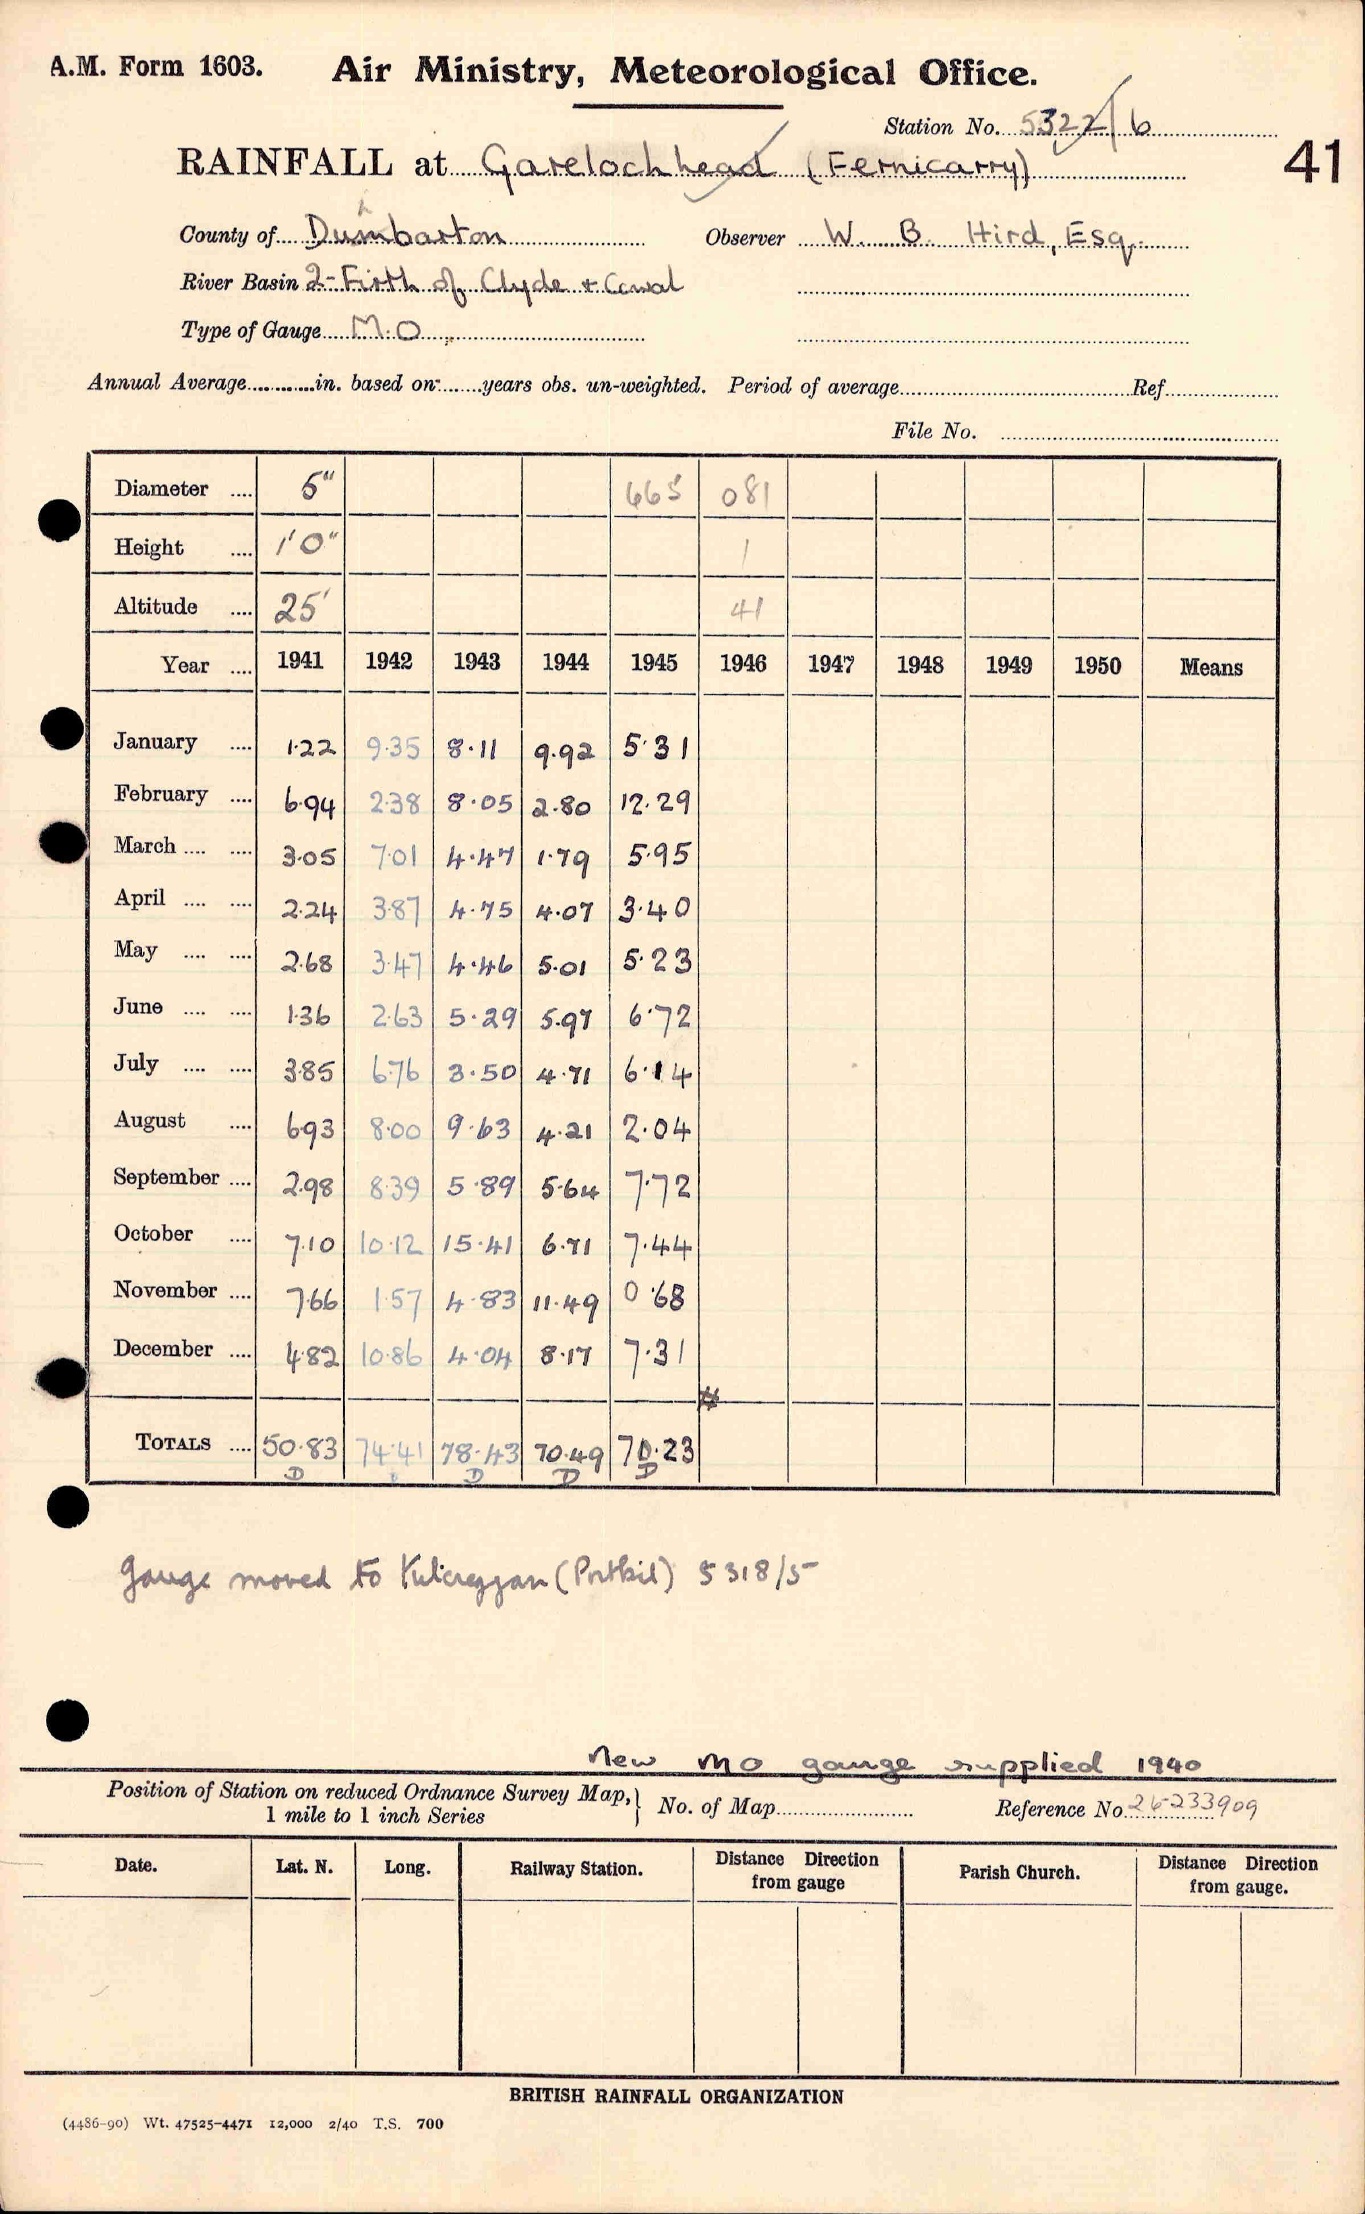 A.M. Form 1603. Air Ministry, Meteorological Office.
Station No. 5322/6
RAINFALL at Garelochhead (Fernicarry)
41
County of Dumbarton Observer W. B. Hird, Esq.
River Basin 2-Firth of Clyde + Cowal
Type of Gauge M.O
Annual Average in. based on years obs. un-weighted. Period of average Ref
File No.
Diameter 5" 665 081
Height 1'0" 1
Altitude 25' 41
Year 1941 1942 1943 1944 1945 1946 1947 1948 1949 1950 Means
January 1.22 9.35 8.11 9.92 5.31
February 6.94 2.38 8.05 2.80 12.29
March 3.05 7.01 4.47 1.79 5.95
April 2.24 3.87 4.75 4.07 3.40
May 2.68 3.47 4.46 5.01 5.23
June 1.36 2.63 5.29 5.97 6.72
July 3.85 6.76 3.50 4.71 6.14
August 6.93 8.00 9.63 4.21 2.04
September 2.98 8.39 5.89 5.64 7.72
October 7.10 10.12 15.41 6.71 7.44
November 7.66 1.57 4.83 11.49 0.68
December 4.82 10.86 4.04 8.17 7.31
TOTALS 50.83 74.41 78.43 70.49 70.23
D D D D
Gauge moved to Kilcreggan (Portkil) 5318/5
New MO gauge supplied 1940
Position of Station on reduced Ordnance Survey Map, 1 mile to 1 inch Series } No. of Map Reference No. 26-233909
Date. Lat. N. Long. Railway Station. Distance Direction from gauge Parish Church. Distance Direction from gauge.
BRITISH RAINFALL ORGANIZATION
(4486-90) Wt. 47525-4471 12,000 2/40 T.S. 700